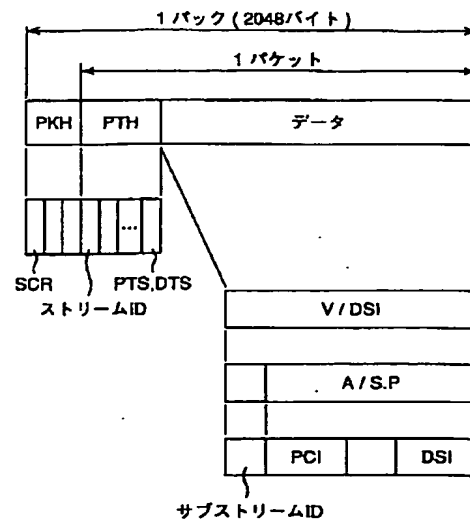 1 パック (2048バイト)
1 パケット
PKH PTH データ
…
SCR PTS,DTS
ストリームID
V / DSI
A / S.P
PCI DSI
サブストリームID